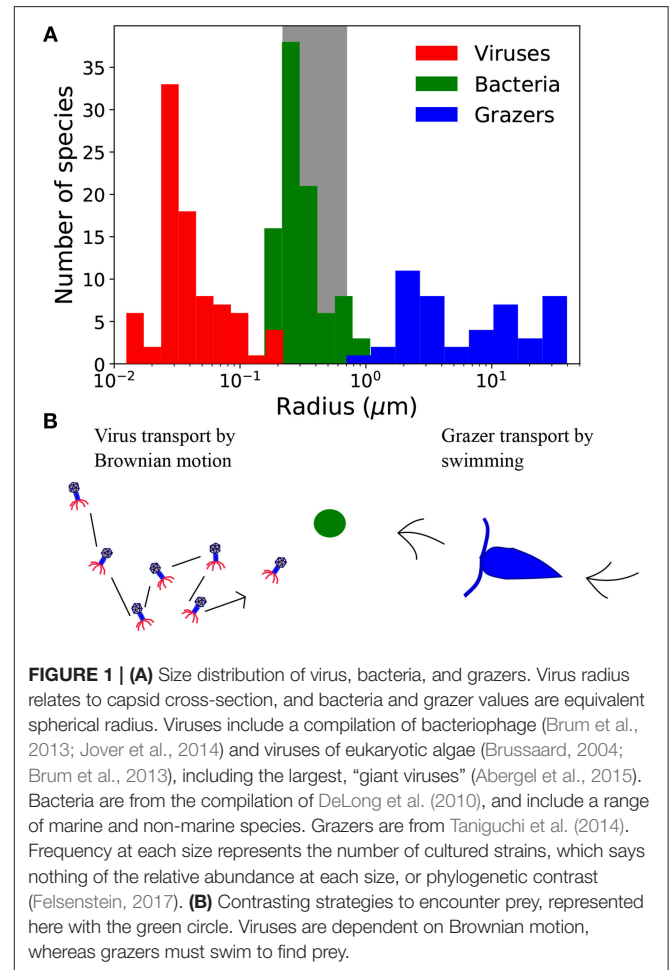 A
Number of species
35
30
25
20
15
10
5
0
Viruses
Bacteria
Grazers
10⁻² 10⁻¹ 10⁰ 10¹
Radius (μm)
B
Virus transport by
Brownian motion
Grazer transport by
swimming
FIGURE 1 | (A) Size distribution of virus, bacteria, and grazers. Virus radius
relates to capsid cross-section, and bacteria and grazer values are equivalent
spherical radius. Viruses include a compilation of bacteriophage (Brum et al.,
2013; Jover et al., 2014) and viruses of eukaryotic algae (Brussaard, 2004;
Brum et al., 2013), including the largest, “giant viruses” (Abergel et al., 2015).
Bacteria are from the compilation of DeLong et al. (2010), and include a range
of marine and non-marine species. Grazers are from Taniguchi et al. (2014).
Frequency at each size represents the number of cultured strains, which says
nothing of the relative abundance at each size, or phylogenetic contrast
(Felsenstein, 2017). (B) Contrasting strategies to encounter prey, represented
here with the green circle. Viruses are dependent on Brownian motion,
whereas grazers must swim to find prey.